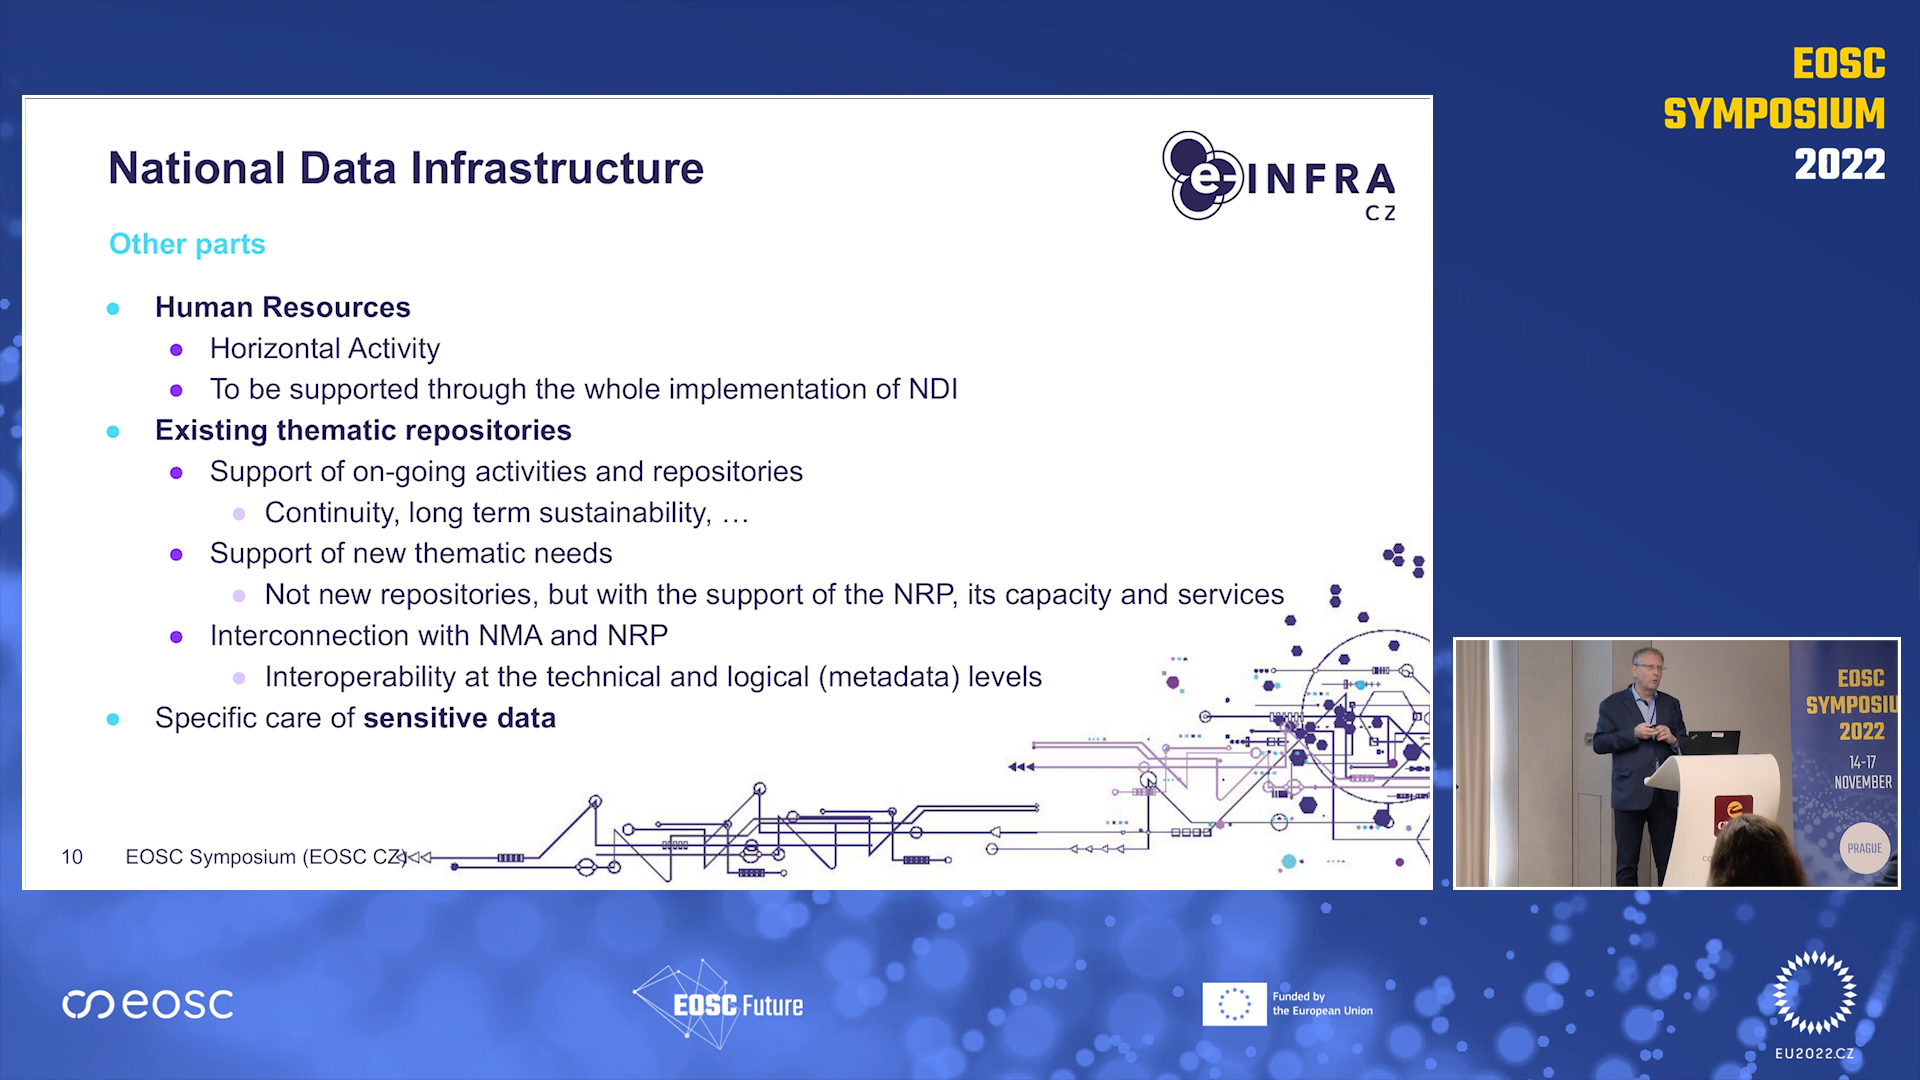 EOSC
SYMPOSIUM
2022
National Data Infrastructure
e-INFRA
CZ
Other parts
Human Resources
Horizontal Activity
To be supported through the whole implementation of NDI
Existing thematic repositories
Support of on-going activities and repositories
Continuity, long term sustainability, …
Support of new thematic needs
Not new repositories, but with the support of the NRP, its capacity and services
Interconnection with NMA and NRP
Interoperability at the technical and logical (metadata) levels
Specific care of sensitive data
10 EOSC Symposium (EOSC CZ)
EOSC
SYMPOSIU
2022
14-17
NOVEMBER
PRAGUE
eosc
EOSC Future
Funded by
the European Union
EU2022.CZ